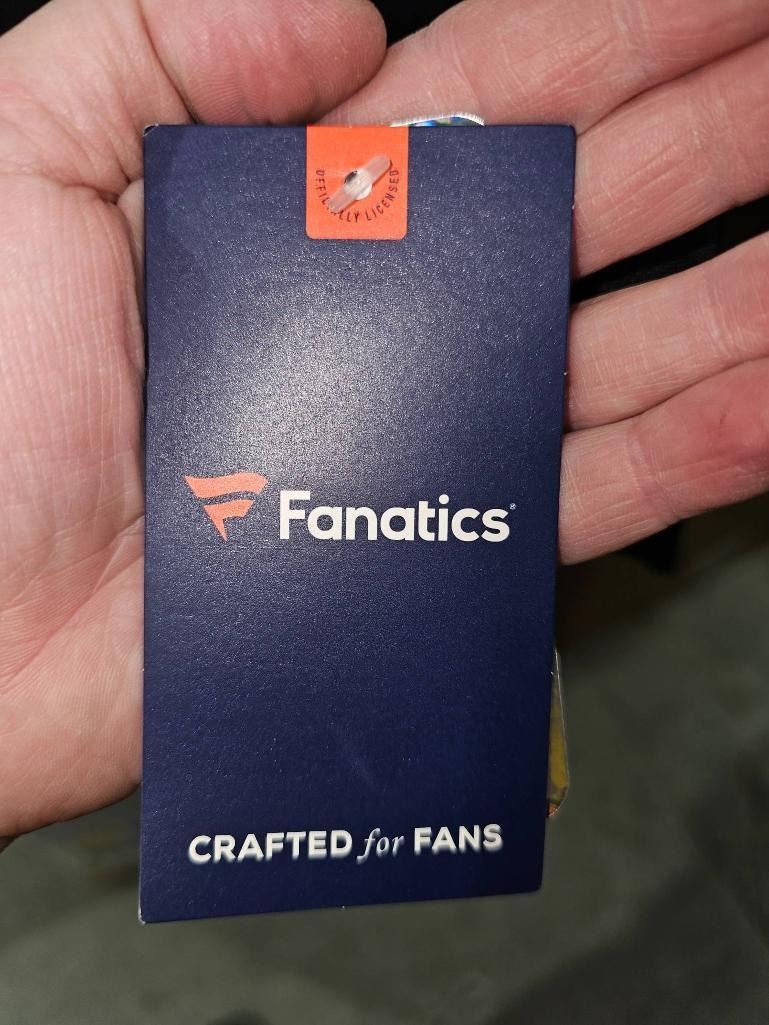 OFFICIALLY LICENSED
Fanatics®
CRAFTED for FANS